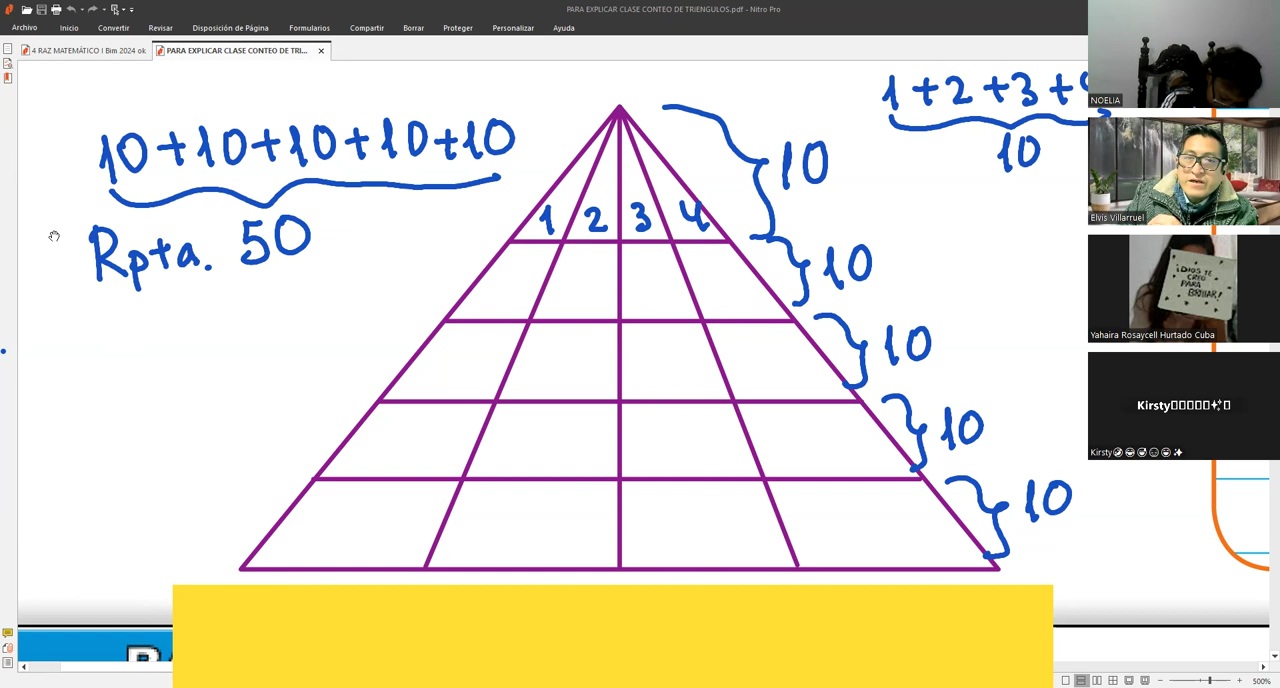 PARA EXPLICAR CLASE CONTEO DE TRIENGULOS.pdf - Nitro Pro
Archivo Inicio Convertir Revisar Disposición de Página Formularios Compartir Borrar Proteger Personalizar Ayuda
4 RAZ MATEMÁTICO I Bim 2024 ok
PARA EXPLICAR CLASE CONTEO DE TRI...
10+10+10+10+10
Rpta. 50
1 2 3 4
10
10
10
10
10
1+2+3+
10
NOELIA
Elvis Villarruel
¡DIOS TE
CREÓ
PARA
BRILLAR!
Yahaira Rosaycell Hurtado Cuba
Kirsty
Kirsty
500%